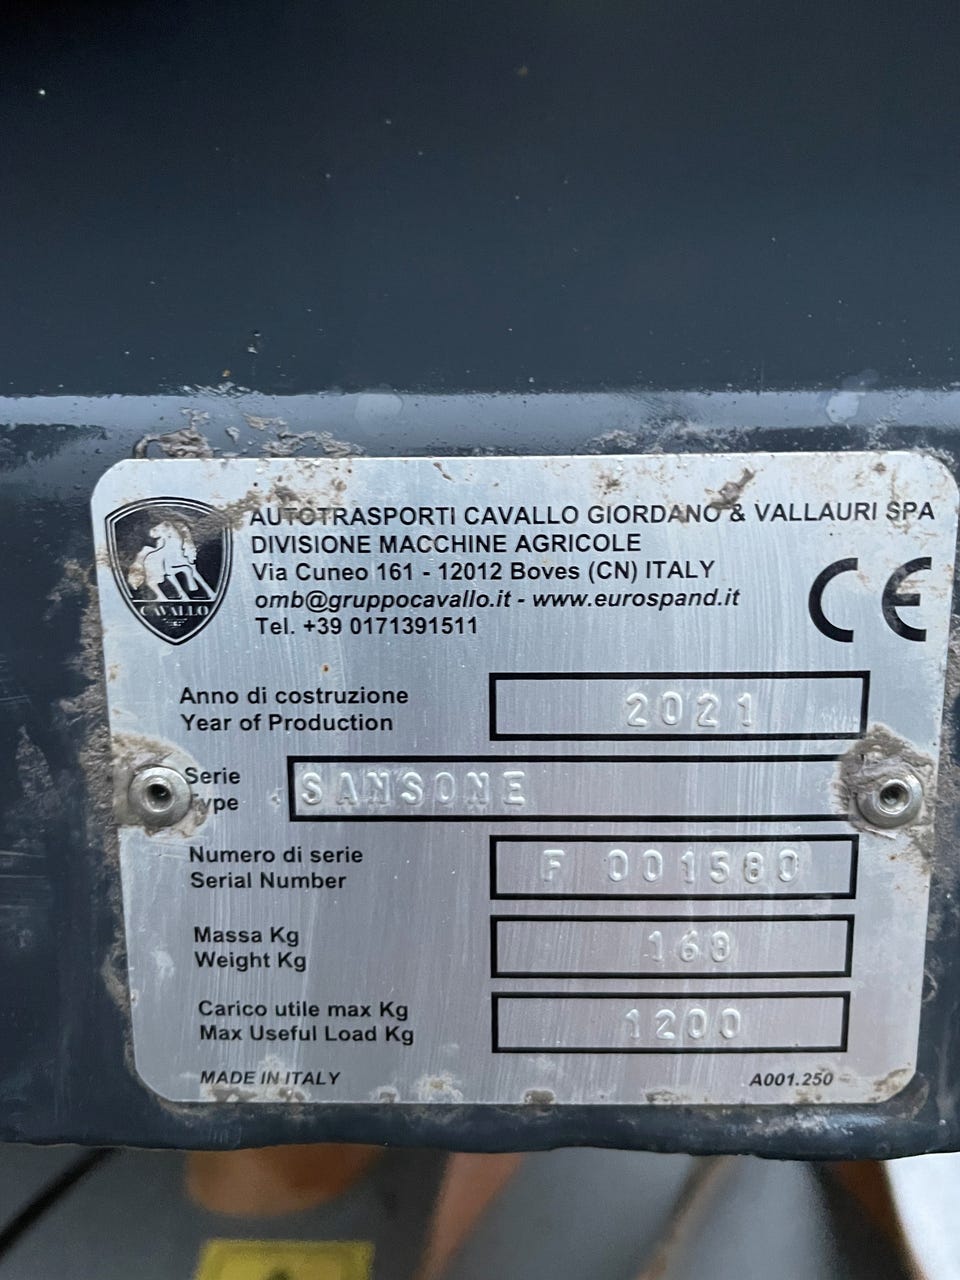 AUTOTRASPORTI CAVALLO GIORDANO & VALLAURI SPA
DIVISIONE MACCHINE AGRICOLE
Via Cuneo 161 - 12012 Boves (CN) ITALY
omb@gruppocavallo.it - www.eurospand.it
Tel. +39 0171391511
CAVALLO
CE
Anno di costruzione
Year of Production
2021
Serie
Type
SANSONE
Numero di serie
Serial Number
F 001580
Massa Kg
Weight Kg
168
Carico utile max Kg
Max Useful Load Kg
1200
MADE IN ITALY
A001.250